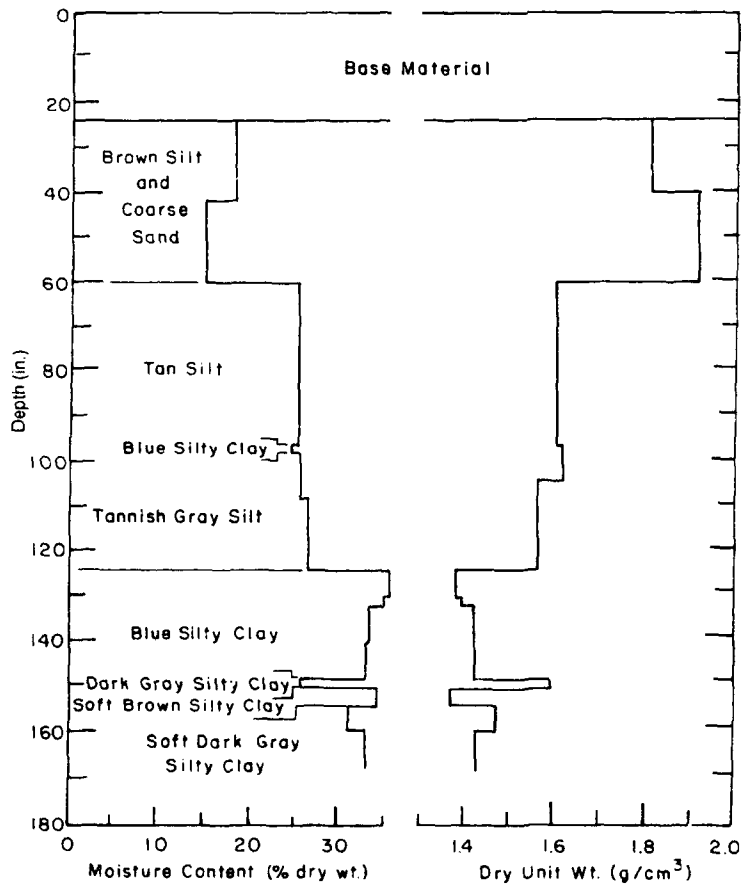 0
20
40
60
80
100
120
140
160
180
Depth (in.)
Base Material
Brown Silt
and
Coarse
Sand
Tan Silt
Blue Silty Clay
Tannish Gray Silt
Blue Silty Clay
Dark Gray Silty Clay
Soft Brown Silty Clay
Soft Dark Gray
Silty Clay
0 10 20 30
Moisture Content (% dry wt.)
1.4 1.6 1.8 2.0
Dry Unit Wt. (g/cm³)